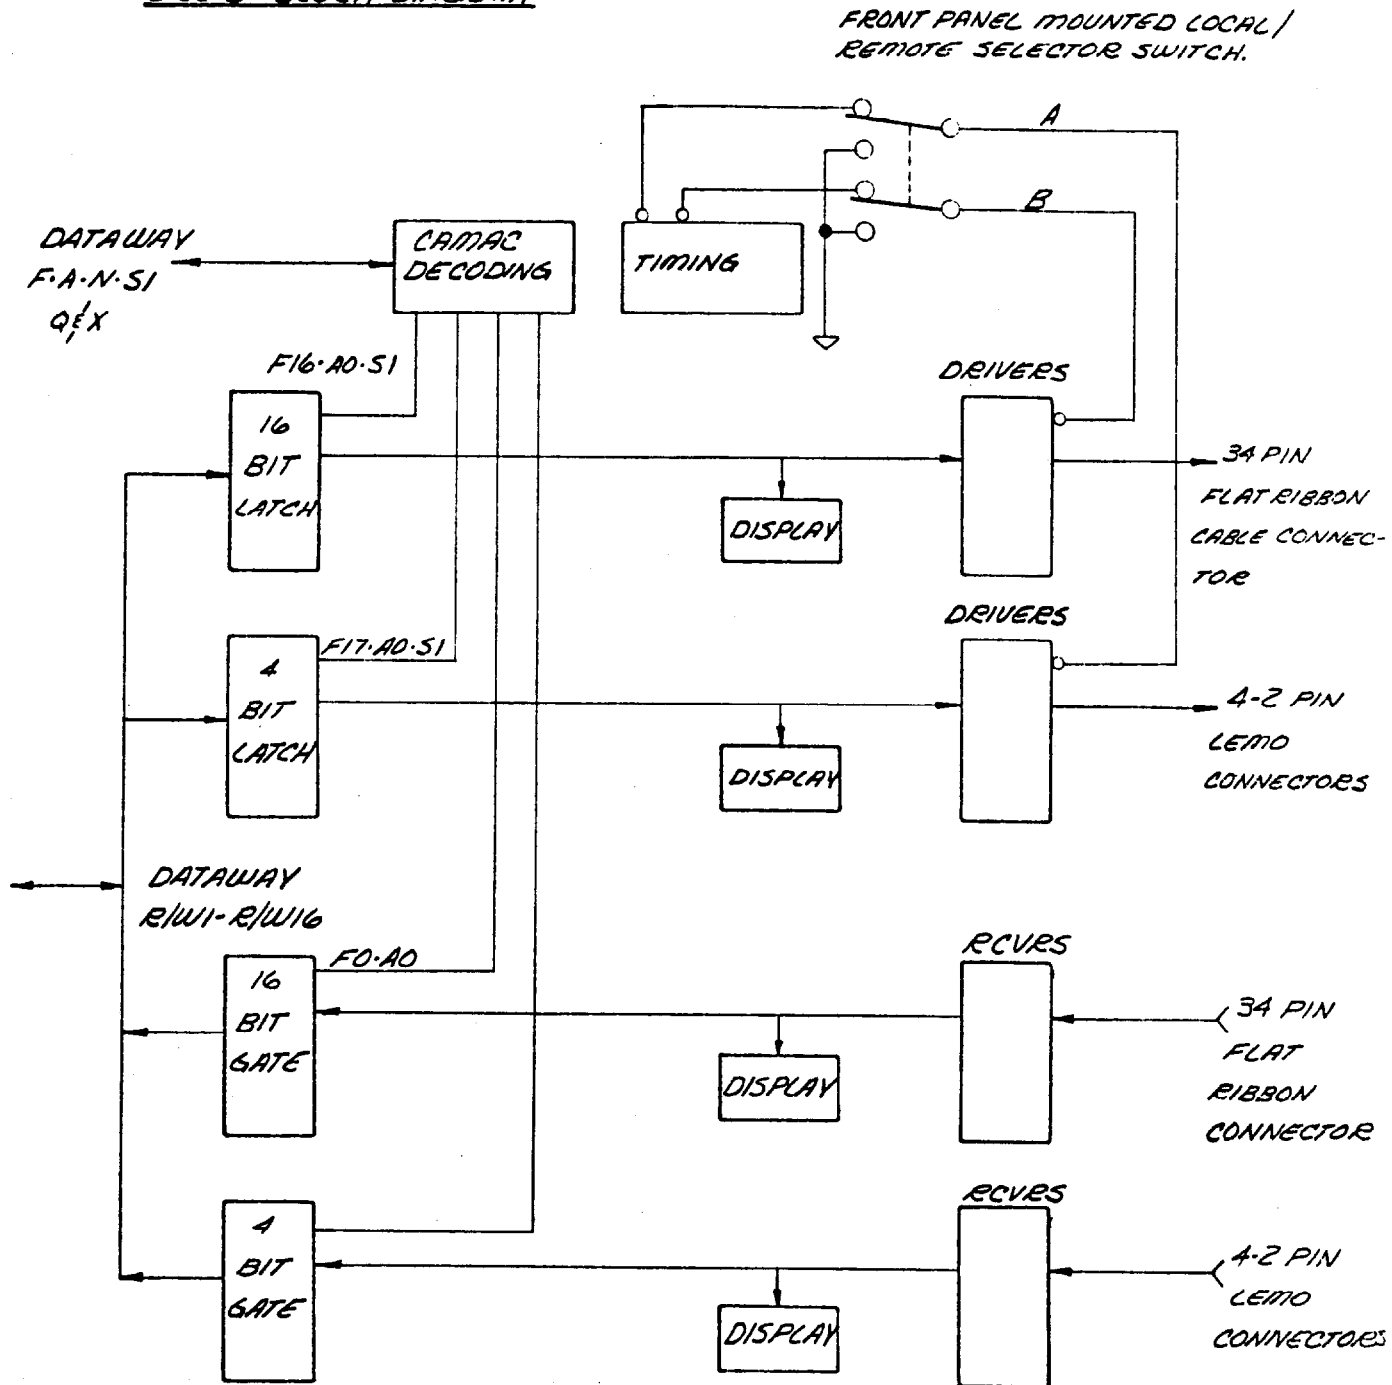 BLOCK DIAGRAM
FRONT PANEL MOUNTED LOCAL/
REMOTE SELECTOR SWITCH.
A
B
DATAWAY
F·A·N·S1
Q & X
CAMAC
DECODING
TIMING
F16·A0·S1
DRIVERS
16
BIT
LATCH
DISPLAY
34 PIN
FLAT RIBBON
CABLE CONNEC-
TOR
DRIVERS
F17·A0·S1
4
BIT
LATCH
DISPLAY
4-2 PIN
LEMO
CONNECTORS
DATAWAY
R/W1-R/W16
F0·A0
RCVRS
16
BIT
GATE
DISPLAY
34 PIN
FLAT
RIBBON
CONNECTOR
RCVRS
4
BIT
GATE
DISPLAY
4-2 PIN
LEMO
CONNECTORS